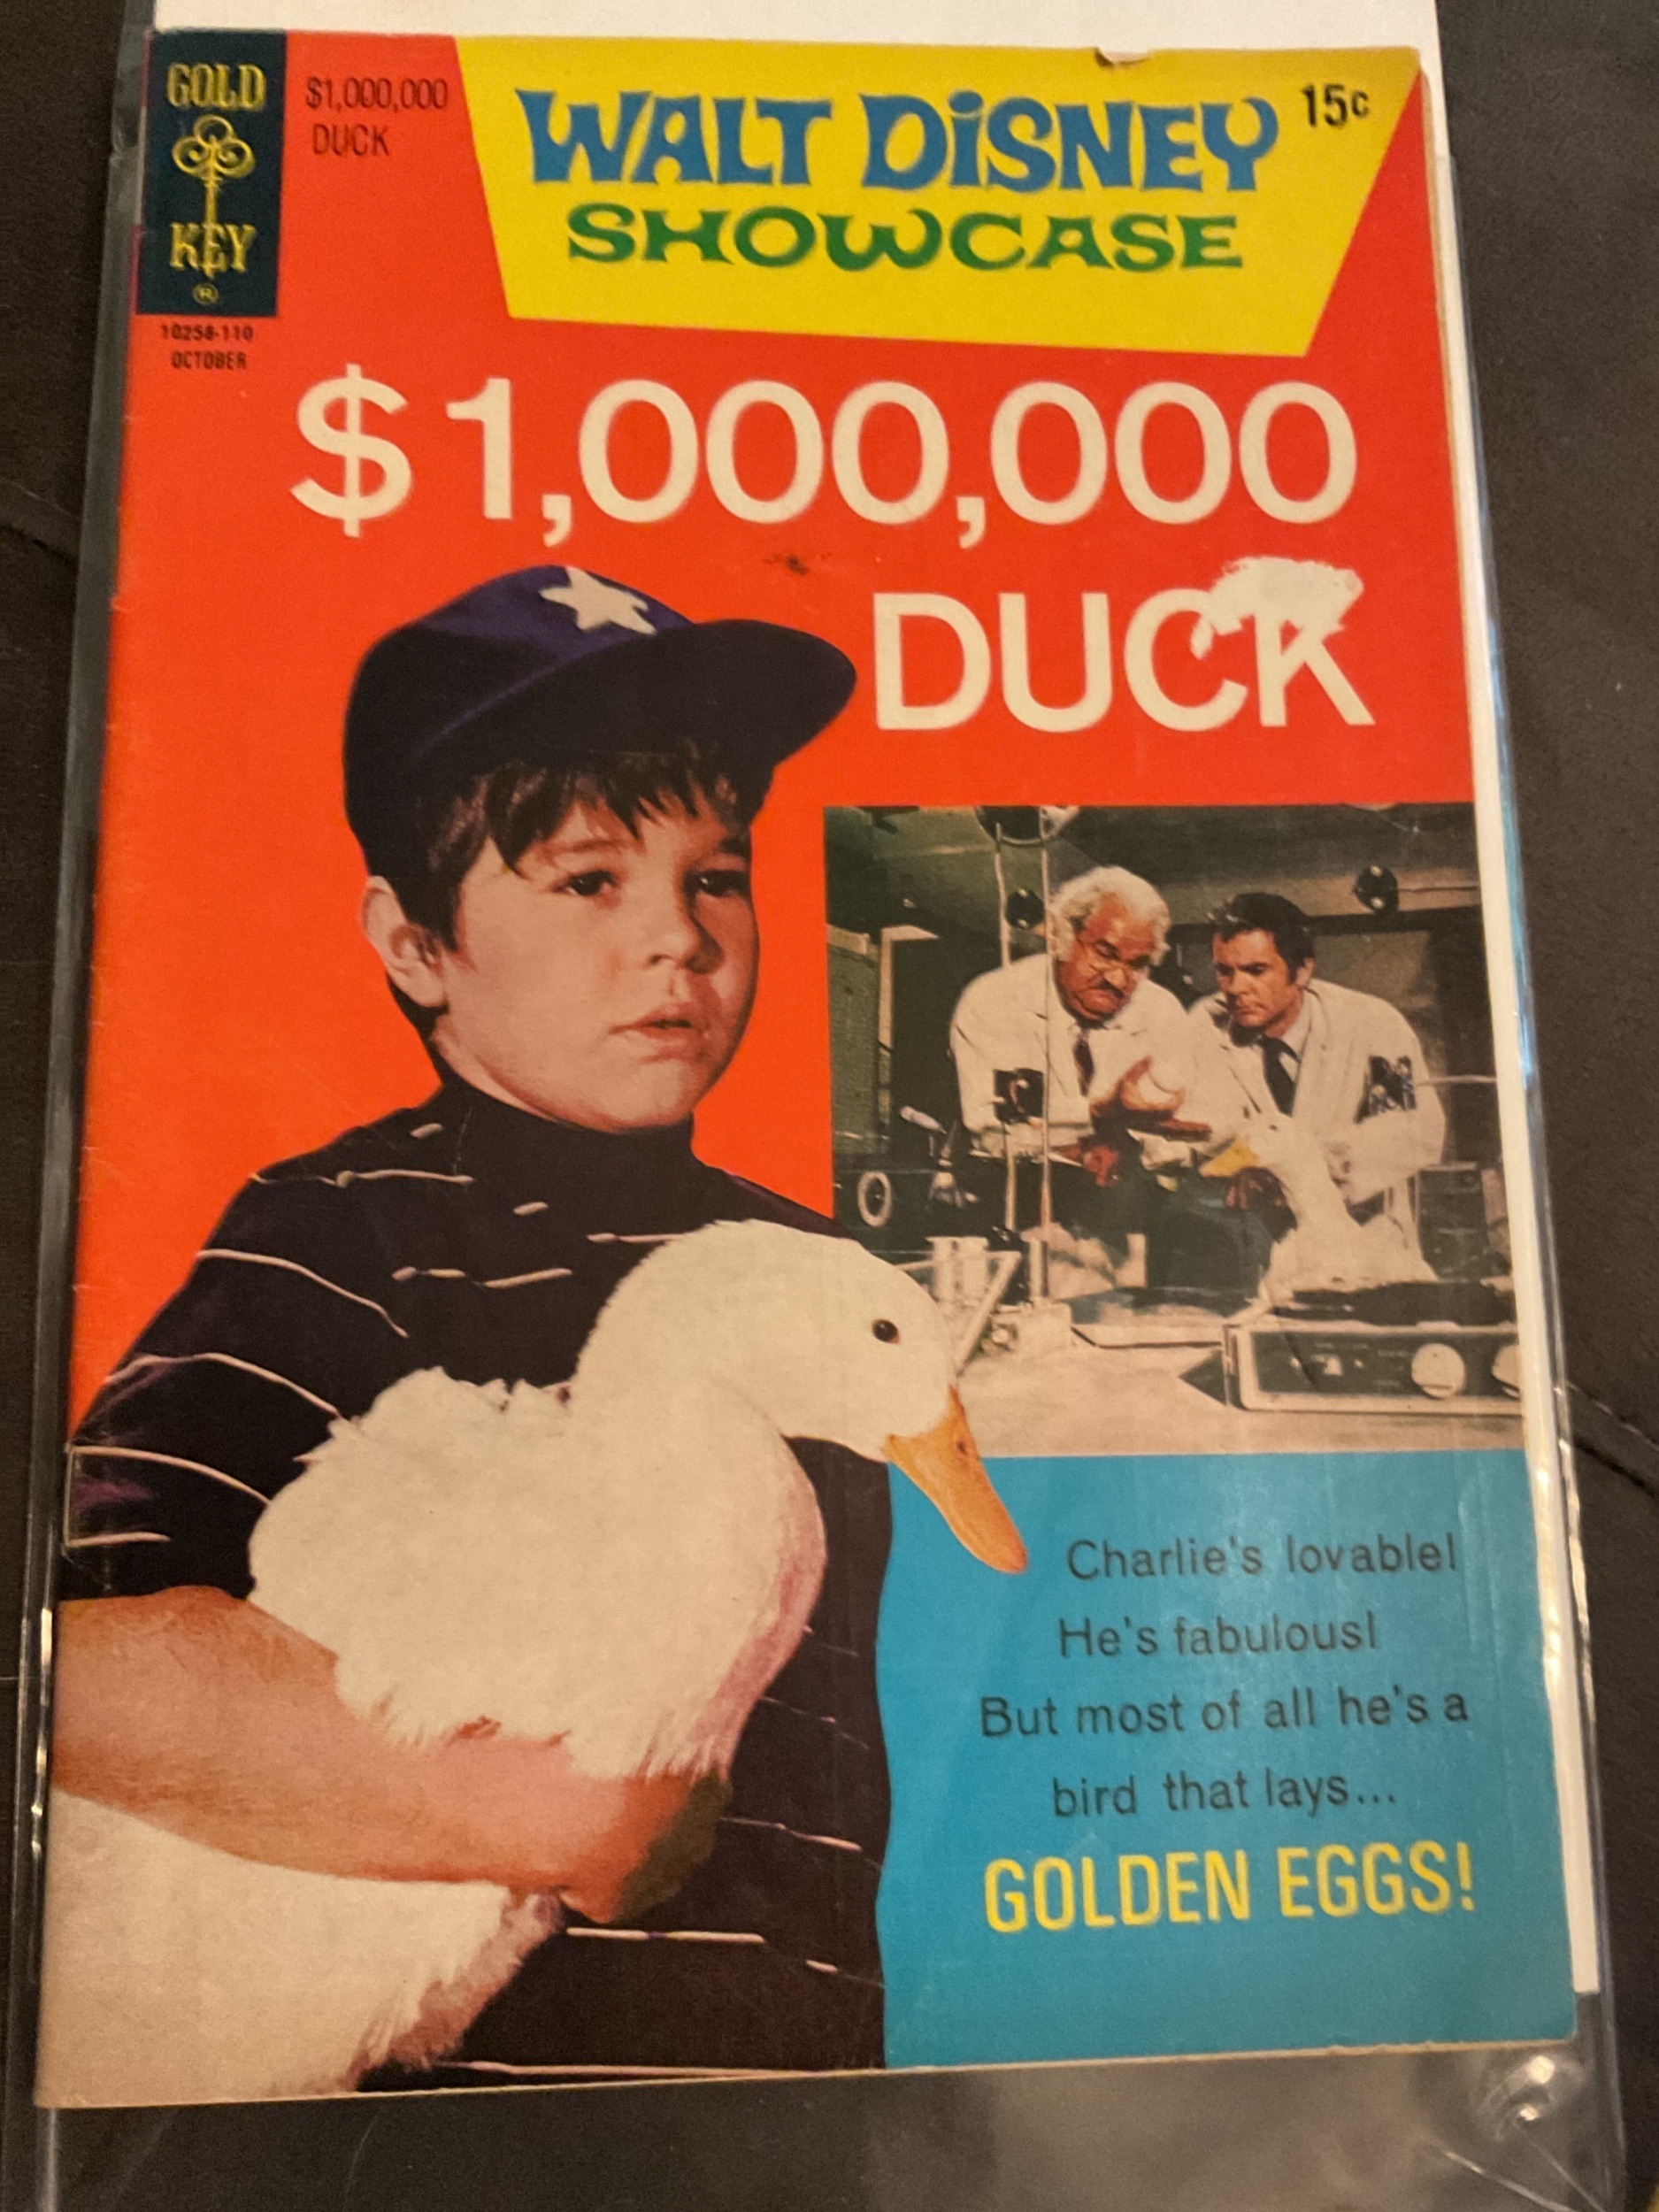 GOLD
KEY
®
10258-110
OCTOBER
$1,000,000
DUCK
WALT DiSNEY
SHOWCASE
15c
$1,000,000
DUCK
Charlie's lovable!
He's fabulous!
But most of all he's a
bird that lays...
GOLDEN EGGS!